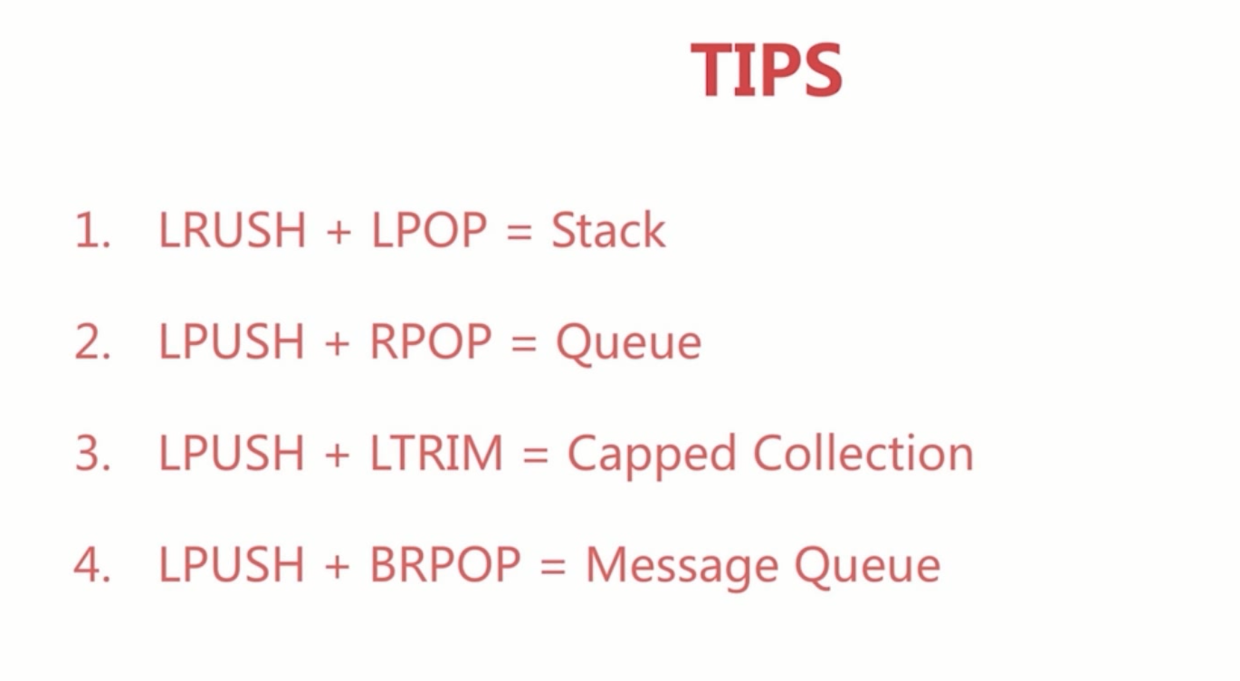 TIPS
1. LRUSH + LPOP = Stack
2. LPUSH + RPOP = Queue
3. LPUSH + LTRIM = Capped Collection
4. LPUSH + BRPOP = Message Queue